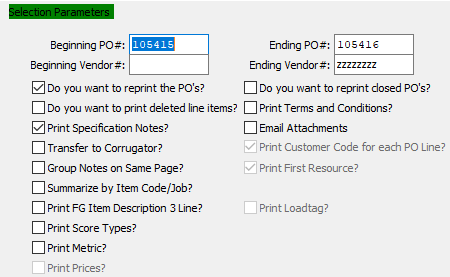 Selection Parameters
Beginning PO#: 105415 Ending PO#: 105416
Beginning Vendor#: Ending Vendor#: zzzzzzzz
Do you want to reprint the PO's? Do you want to reprint closed PO's?
Do you want to print deleted line items? Print Terms and Conditions?
Print Specification Notes? Email Attachments
Transfer to Corrugator? Print Customer Code for each PO Line?
Group Notes on Same Page? Print First Resource?
Summarize by Item Code/Job?
Print FG Item Description 3 Line? Print Loadtag?
Print Score Types?
Print Metric?
Print Prices?